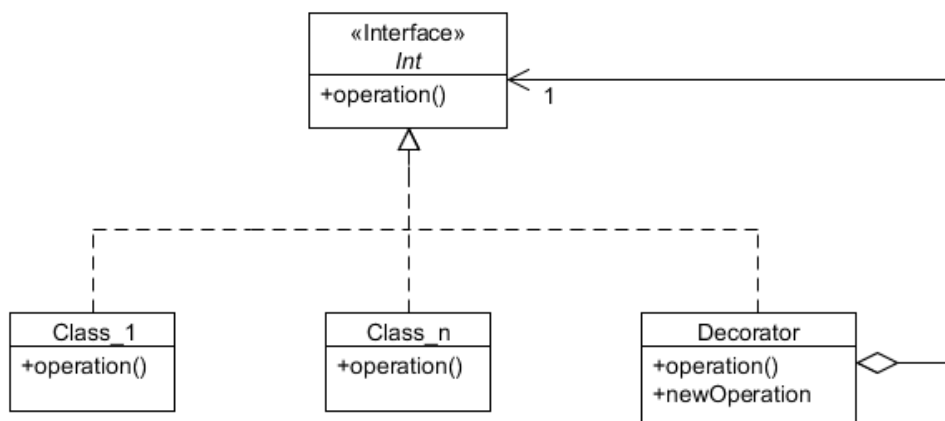 «Interface»
Int
+operation()
1
Class_1
+operation()
Class_n
+operation()
Decorator
+operation()
+newOperation